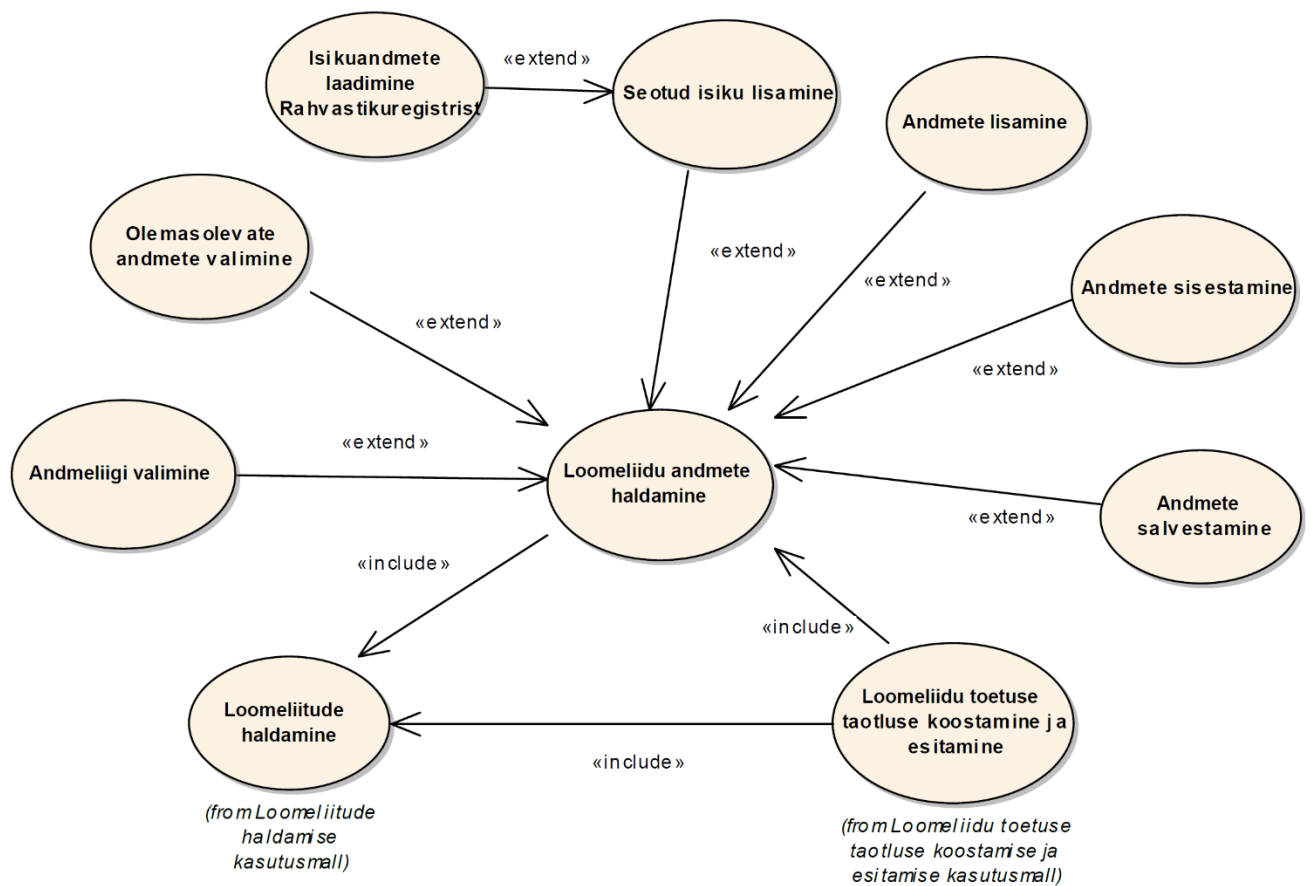 Isikuandmete
laadimine
Rahvastikuregistrist
«extend»
Seotud isiku lisamine
Andmete lisamine
Olemasolevate
andmete valimine
«extend»
«extend»
Andmete sisestamine
«extend»
«extend»
«extend»
Andmeliigi valimine
Loomeliidu andmete
haldamine
Andmete
salvestamine
«extend»
«include»
«include»
Loomeliitude
haldamine
Loomeliidu toetuse
taotluse koostamine ja
esitamine
«include»
(from Loomeliitude
haldamise
kasutusmall)
(from Loomeliidu toetuse
taotluse koostamise ja
esitamise kasutusmall)